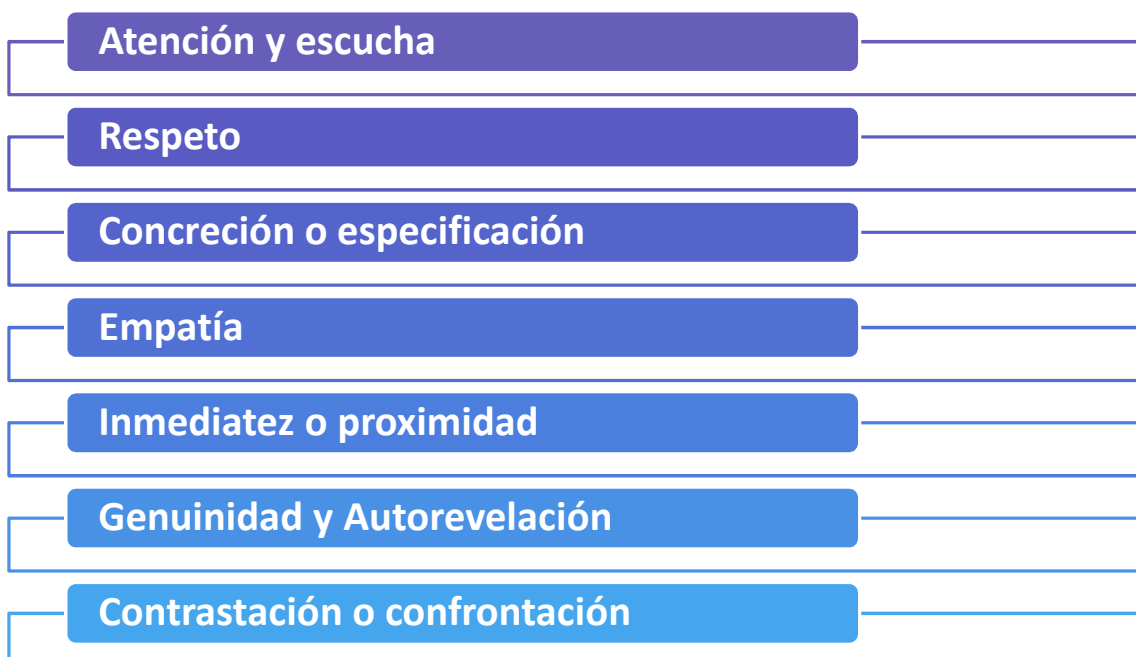 Atención y escucha
Respeto
Concreción o especificación
Empatía
Inmediatez o proximidad
Genuinidad y Autorevelación
Contrastación o confrontación